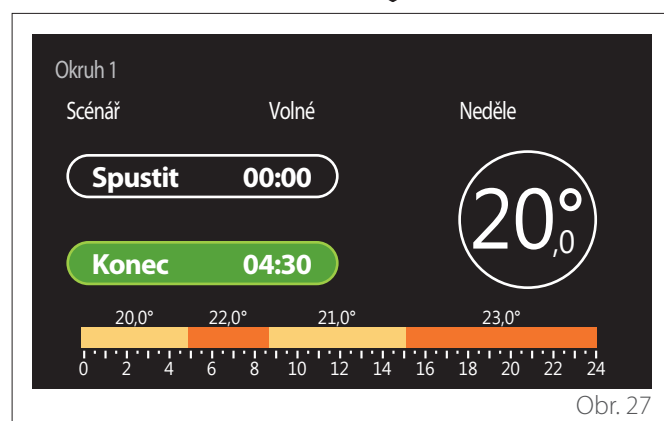 Okruh 1
Scénář Volné Neděle
Spustit 00:00
20°,0
Konec 04:30
20,0° 22,0° 21,0° 23,0°
0 2 4 6 8 10 12 14 16 18 20 22 24
Obr. 27